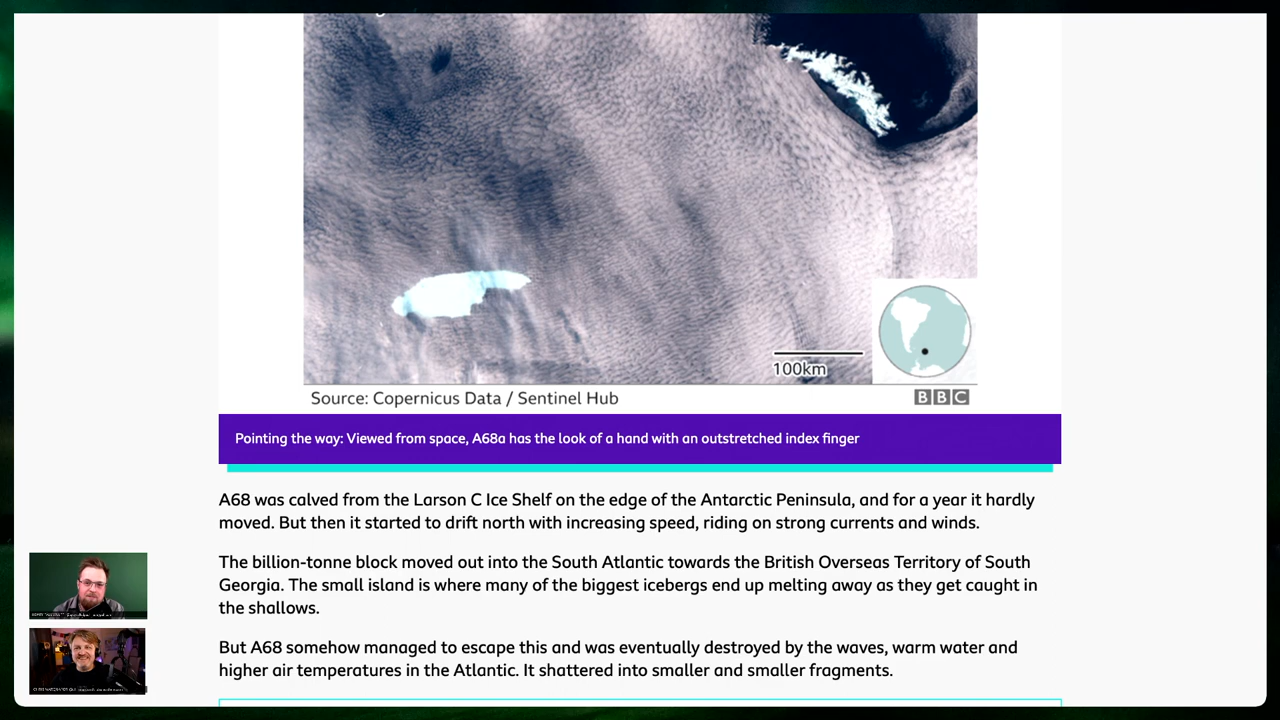 100km
Source: Copernicus Data / Sentinel Hub
BBC
Pointing the way: Viewed from space, A68a has the look of a hand with an outstretched index finger
A68 was calved from the Larson C Ice Shelf on the edge of the Antarctic Peninsula, and for a year it hardly
moved. But then it started to drift north with increasing speed, riding on strong currents and winds.
The billion-tonne block moved out into the South Atlantic towards the British Overseas Territory of South
Georgia. The small island is where many of the biggest icebergs end up melting away as they get caught in
the shallows.
But A68 somehow managed to escape this and was eventually destroyed by the waves, warm water and
higher air temperatures in the Atlantic. It shattered into smaller and smaller fragments.